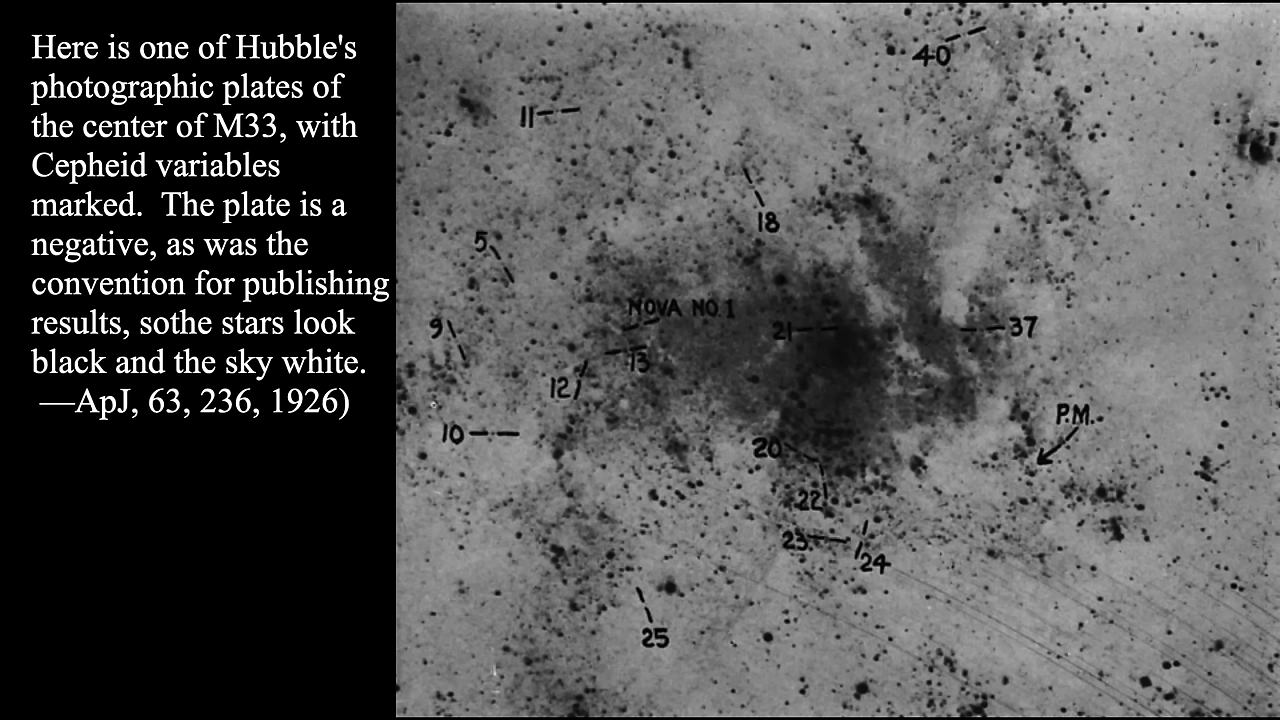 Here is one of Hubble's
photographic plates of
the center of M33, with
Cepheid variables
marked.  The plate is a
negative, as was the
convention for publishing
results, sothe stars look
black and the sky white.
—ApJ, 63, 236, 1926)
40
11
18
5
NOVA NO.1
9
21
37
13
12
P.M.
10
20
22
23
24
25